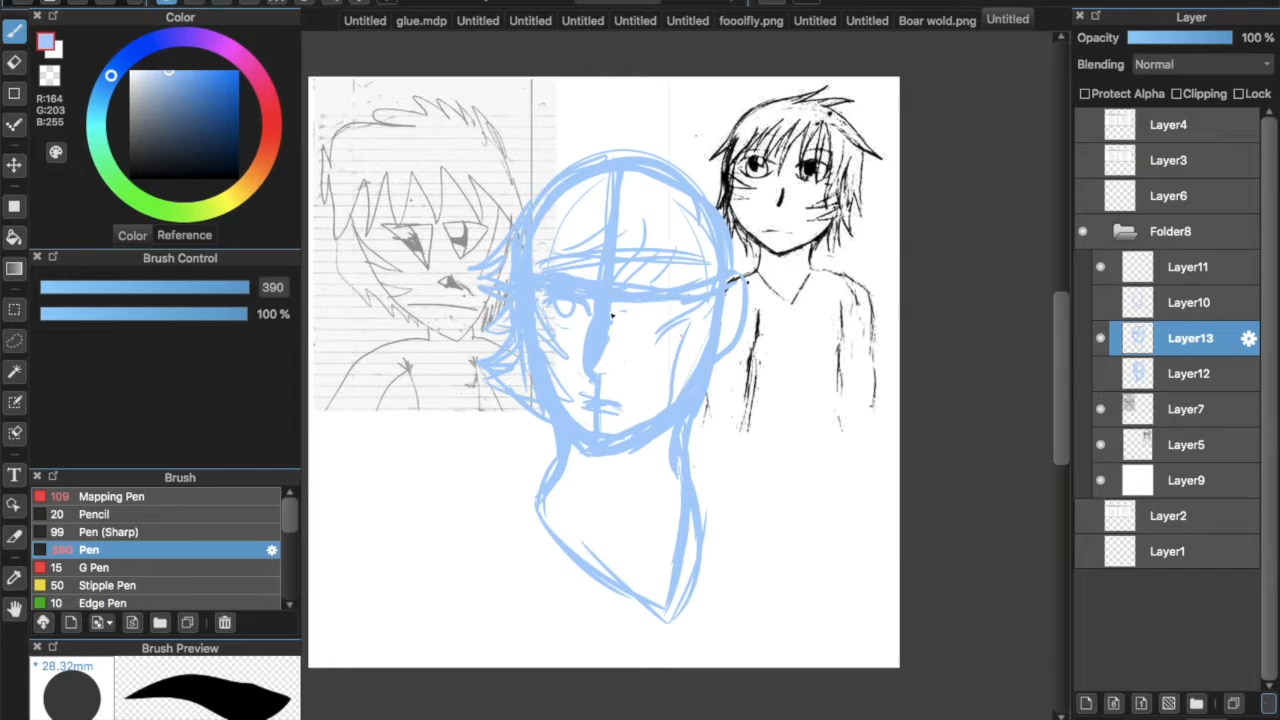 Color
R:164
G:203
B:255
Color Reference
Brush Control
390
100 %
Brush
109 Mapping Pen
20 Pencil
99 Pen (Sharp)
Pen
15 G Pen
50 Stipple Pen
10 Edge Pen
Brush Preview
* 28.32mm
T
Untitled glue.mdp Untitled Untitled Untitled Untitled Untitled fooolfly.png Untitled Untitled Boar wold.png Untitled
Layer
Opacity 100 %
Blending Normal
Protect Alpha Clipping Lock
Layer4
Layer3
Layer6
Folder8
Layer11
Layer10
Layer13
Layer12
Layer7
Layer5
Layer9
Layer2
Layer1